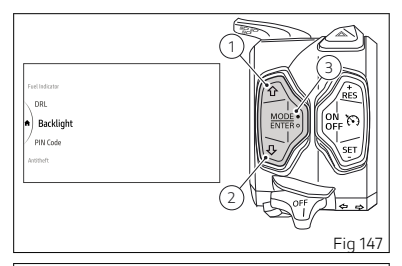 1
3
Fuel Indicator
DRL
Backlight
PIN Code
Antitheft
MODE
ENTER
+
RES
ON
OFF
SET
-
2
OFF
Fig 147